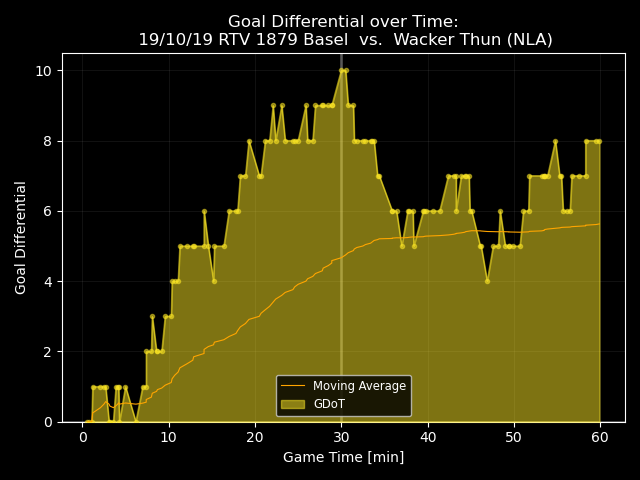 Goal Differential over Time:
19/10/19 RTV 1879 Basel  vs.  Wacker Thun (NLA)
Goal Differential
10
8
6
4
2
0
Moving Average
GDoT
0 10 20 30 40 50 60
Game Time [min]